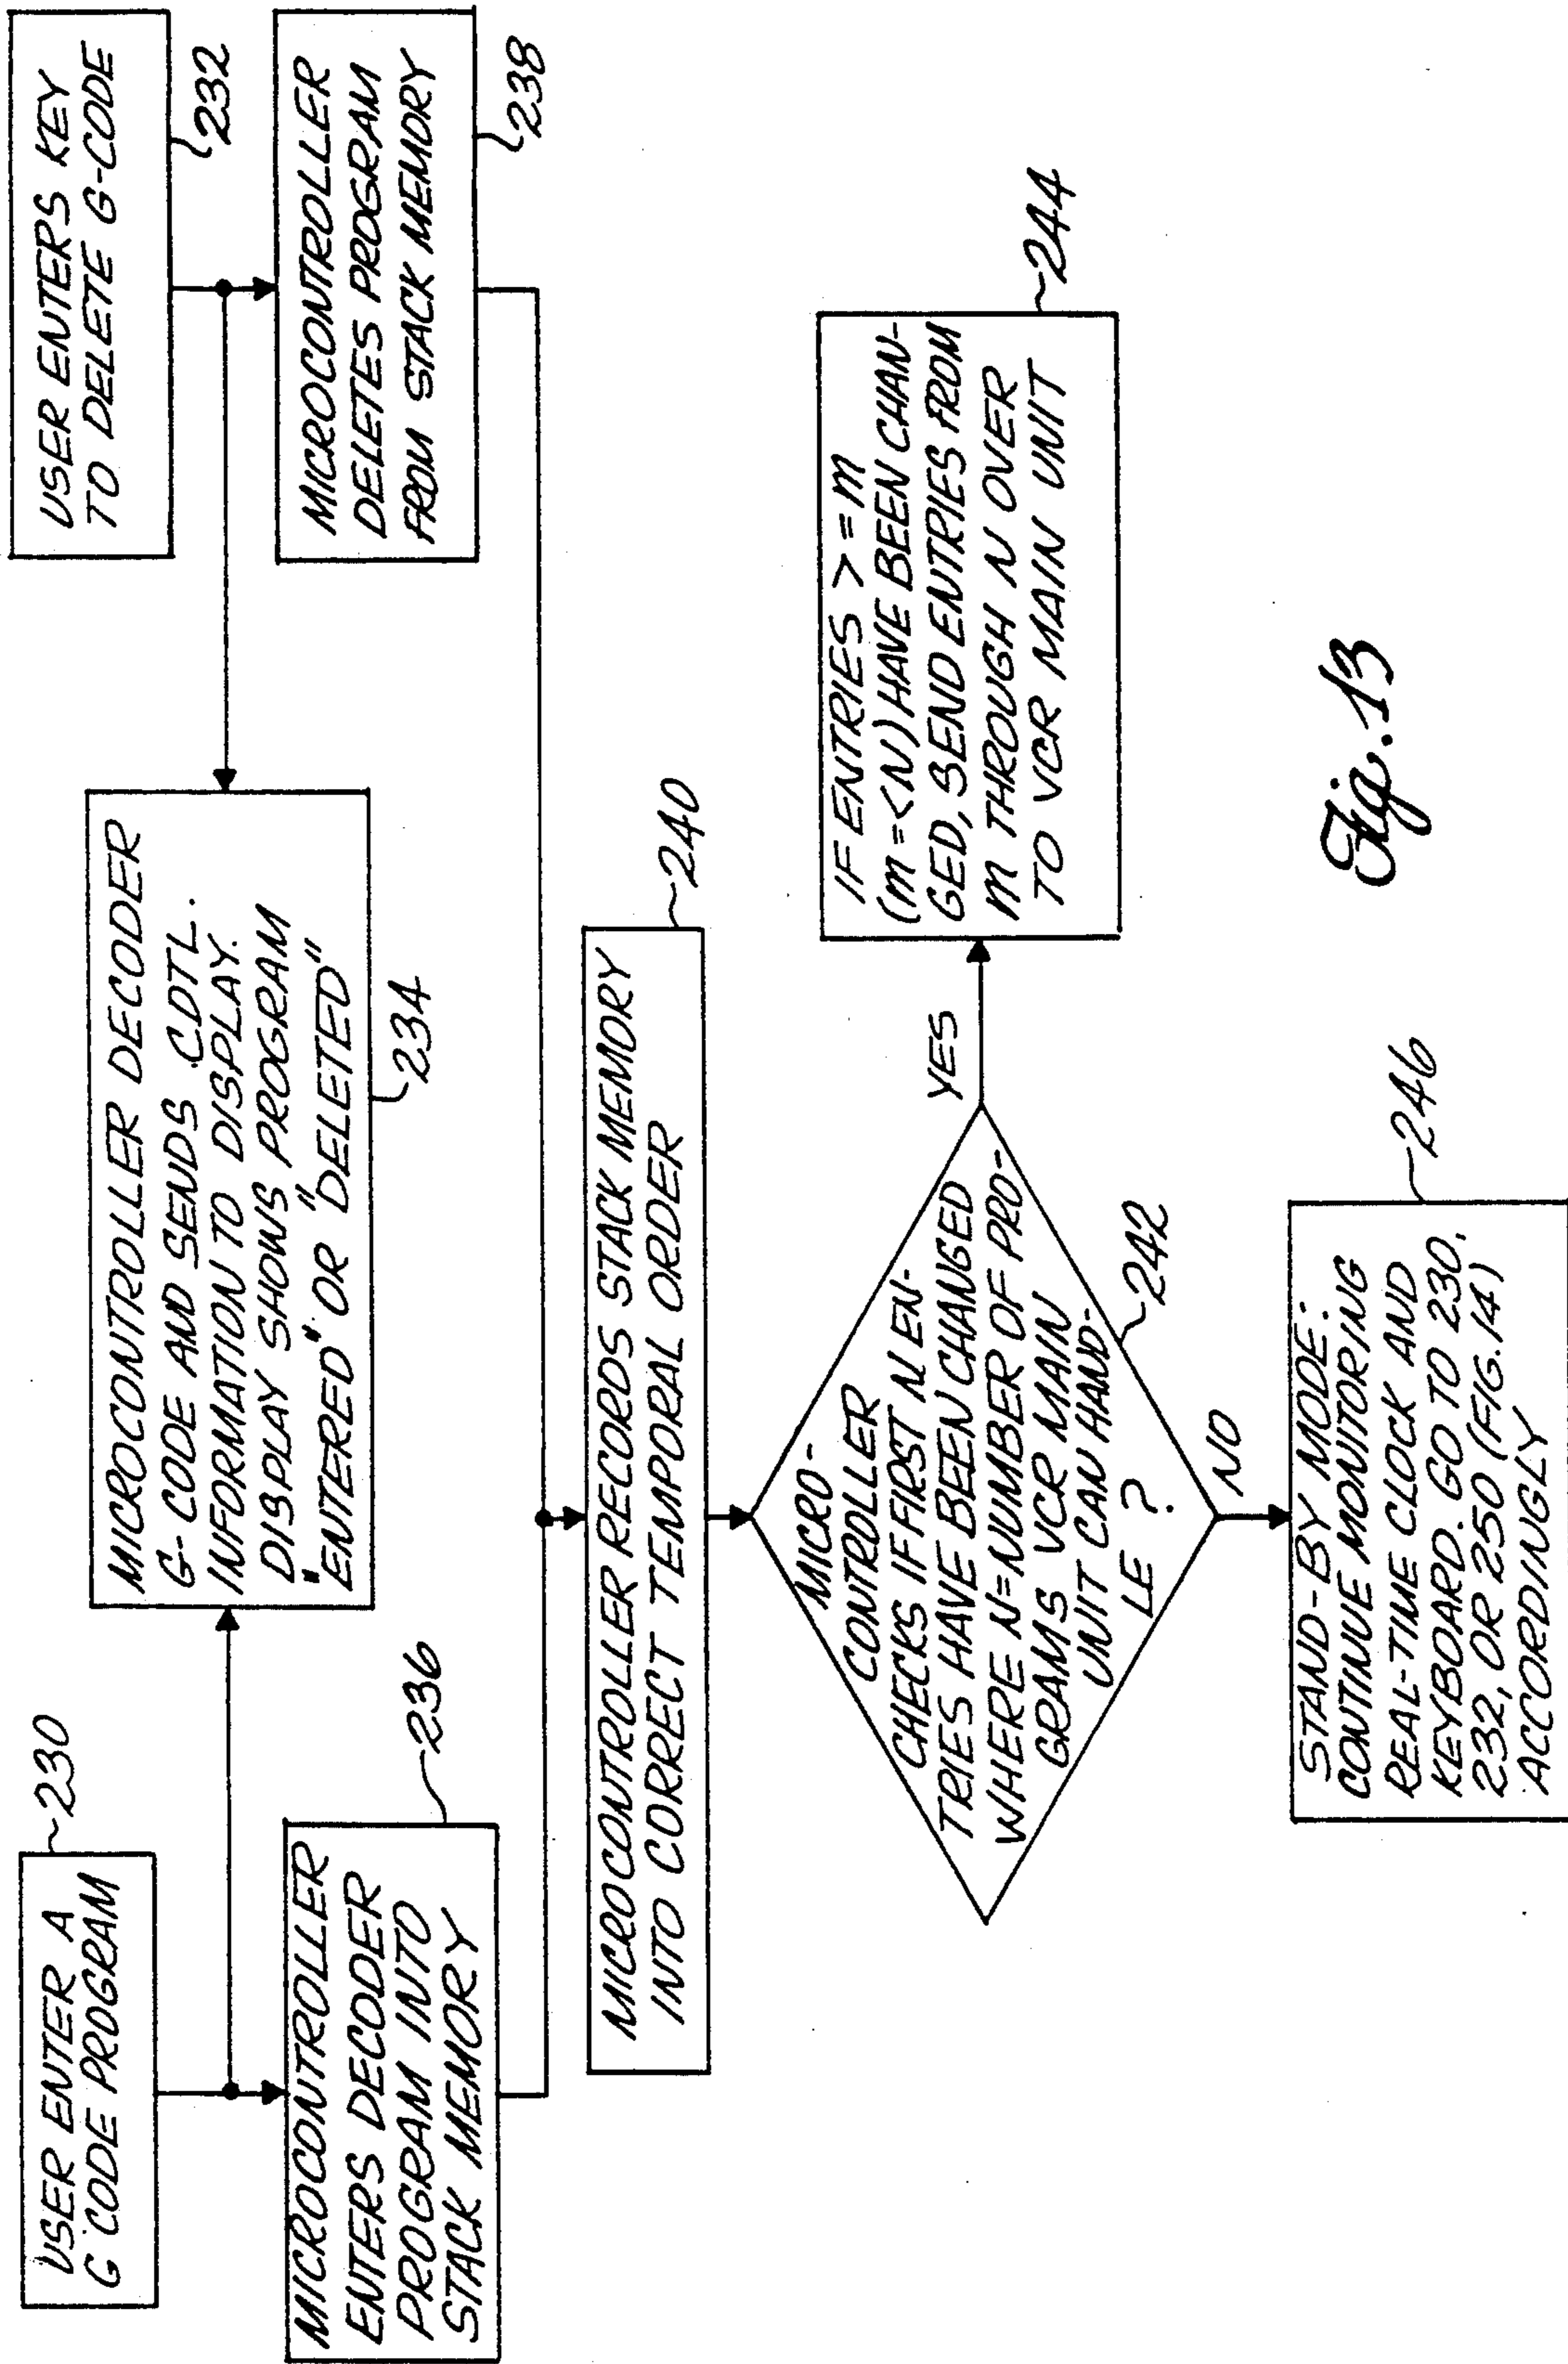 USER ENTER A
G CODE PROGRAM
230
USER ENTERS KEY
TO DELETE G-CODE
232
MICROCONTROLLER DECODER
G-CODE AND SENDS CDTL.
INFORMATION TO DISPLAY.
DISPLAY SHOWS PROGRAM
"ENTERED" OR "DELETED"
234
MICROCONTROLLER
ENTERS DECODER
PROGRAM INTO
STACK MEMORY
236
MICROCONTROLLER
DELETES PROGRAM
FROM STACK MEMORY
238
MICROCONTROLLER RECORDS STACK MEMORY
INTO CORRECT TEMPORAL ORDER
240
MICRO-
CONTROLLER
CHECKS IF FIRST N EN-
TRIES HAVE BEEN CHANGED
WHERE N=NUMBER OF PRO-
GRAMS VCR MAIN
UNIT CAN HAND-
LE ?
242
YES
IF ENTRIES >=m
(m=<N) HAVE BEEN CHAN-
GED, SEND ENTRIES FROM
m THROUGH N OVER
TO VCR MAIN UNIT
244
NO
STAND-BY MODE:
CONTINUE MONITORING
REAL-TIME CLOCK AND
KEYBOARD. GO TO 230,
232, OR 250 (FIG.14)
ACCORDINGLY
246
Fig. 13